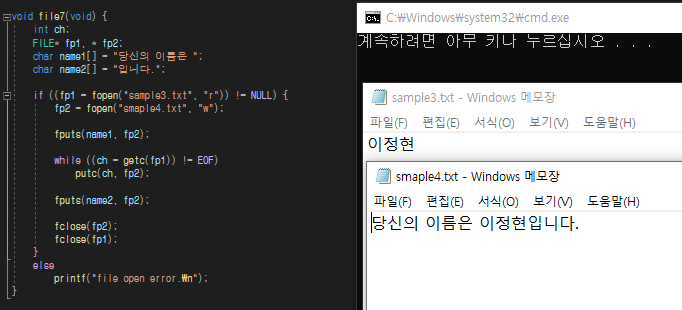 void file7(void) {
int ch;
FILE* fp1, * fp2;
char name1[] = "당신의 이름은 ";
char name2[] = "입니다.";
if ((fp1 = fopen("sample3.txt", "r")) != NULL) {
fp2 = fopen("smaple4.txt", "w");
fputs(name1, fp2);
while ((ch = getc(fp1)) != EOF)
putc(ch, fp2);
fputs(name2, fp2);
fclose(fp2);
fclose(fp1);
}
else
printf("file open error.₩n");
}
C:₩Windows₩system32₩cmd.exe
계속하려면 아무 키나 누르십시오 . . .
sample3.txt - Windows 메모장
파일(F) 편집(E) 서식(O) 보기(V) 도움말(H)
이정현
smaple4.txt - Windows 메모장
파일(F) 편집(E) 서식(O) 보기(V) 도움말(H)
당신의 이름은 이정현입니다.